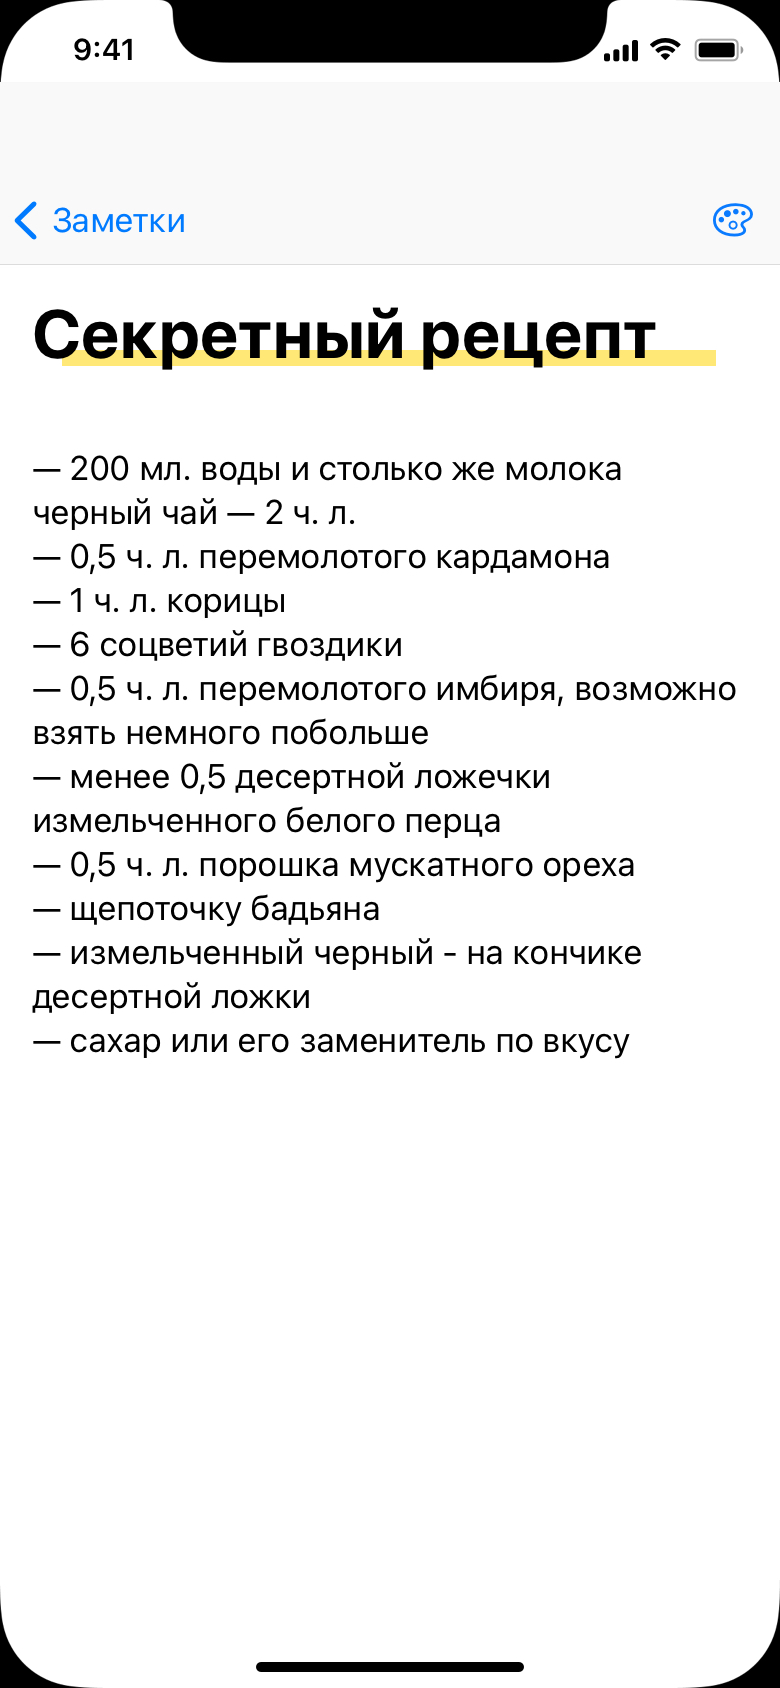 9:41
Заметки
Секретный рецепт
— 200 мл. воды и столько же молока
черный чай — 2 ч. л.
— 0,5 ч. л. перемолотого кардамона
— 1 ч. л. корицы
— 6 соцветий гвоздики
— 0,5 ч. л. перемолотого имбиря, возможно
взять немного побольше
— менее 0,5 десертной ложечки
измельченного белого перца
— 0,5 ч. л. порошка мускатного ореха
— щепоточку бадьяна
— измельченный черный - на кончике
десертной ложки
— сахар или его заменитель по вкусу